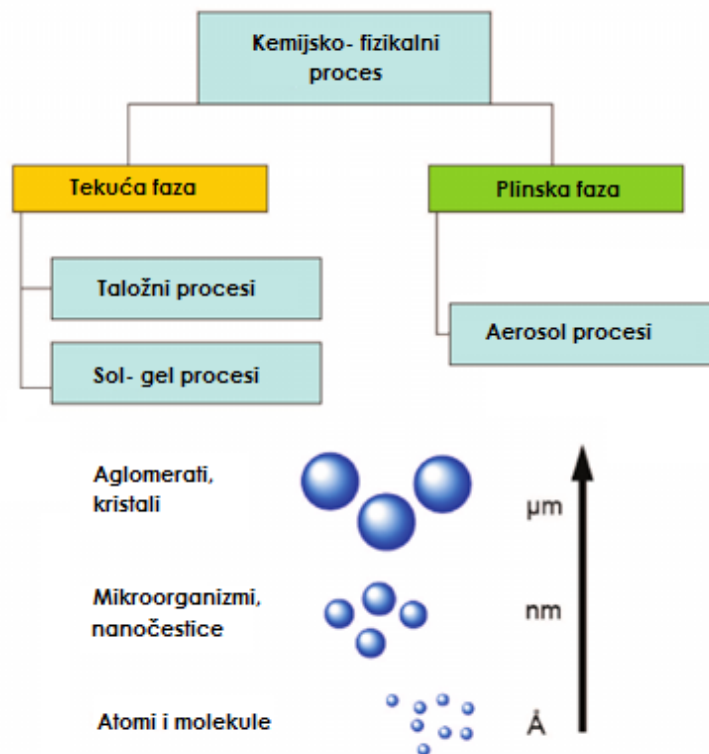 Kemijsko- fizikalni
proces
Tekuća faza
Plinska faza
Taložni procesi
Aerosol procesi
Sol- gel procesi
Aglomerati,
kristali
μm
Mikroorganizmi,
nanočestice
nm
Atomi i molekule
Å